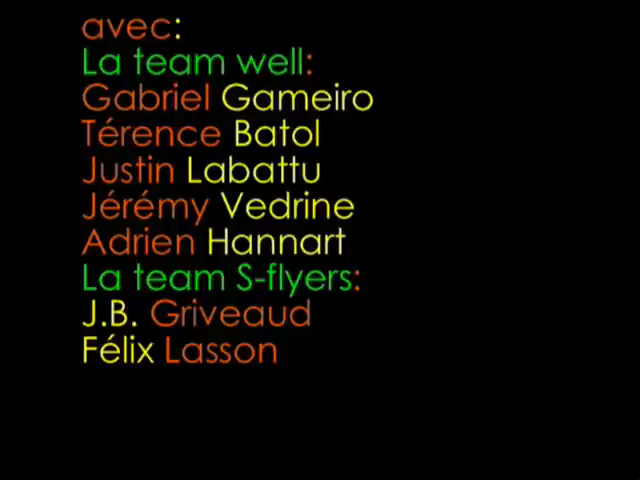 avec:
La team well:
Gabriel Gameiro
Térence Batol
Justin Labattu
Jérémy Vedrine
Adrien Hannart
La team S-flyers:
J.B. Griveaud
Félix Lasson